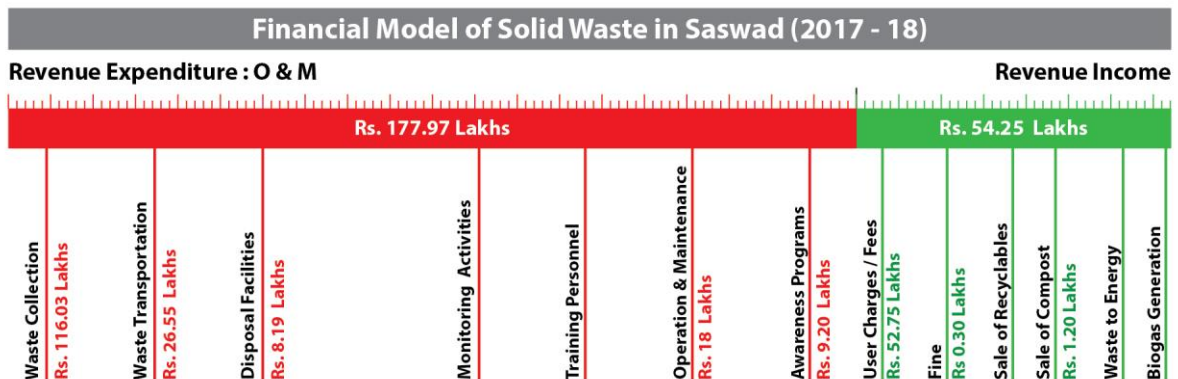 Financial Model of Solid Waste in Saswad (2017 - 18)
Revenue Expenditure : O & M
Revenue Income
Rs. 177.97 Lakhs
Rs. 54.25 Lakhs
Waste Collection
Rs. 116.03 Lakhs
Waste Transportation
Rs. 26.55 Lakhs
Disposal Facilities
Rs. 8.19 Lakhs
Monitoring Activities
Training Personnel
Operation & Maintenance
Rs. 18 Lakhs
Awareness Programs
Rs. 9.20 Lakhs
User Charges / Fees
Rs. 52.75 Lakhs
Fine
Rs 0.30 Lakhs
Sale of Recyclables
Sale of Compost
Rs. 1.20 Lakhs
Waste to Energy
Biogas Generation